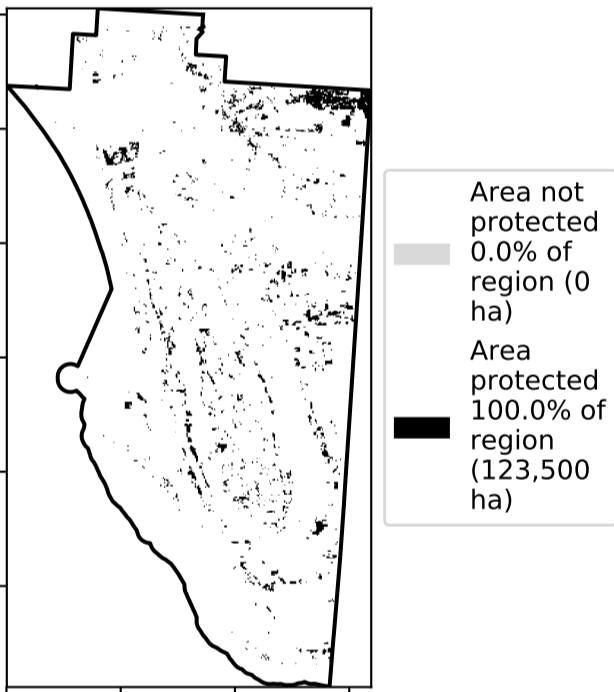 Area not
protected
0.0% of
region (0
ha)
Area
protected
100.0% of
region
(123,500
ha)